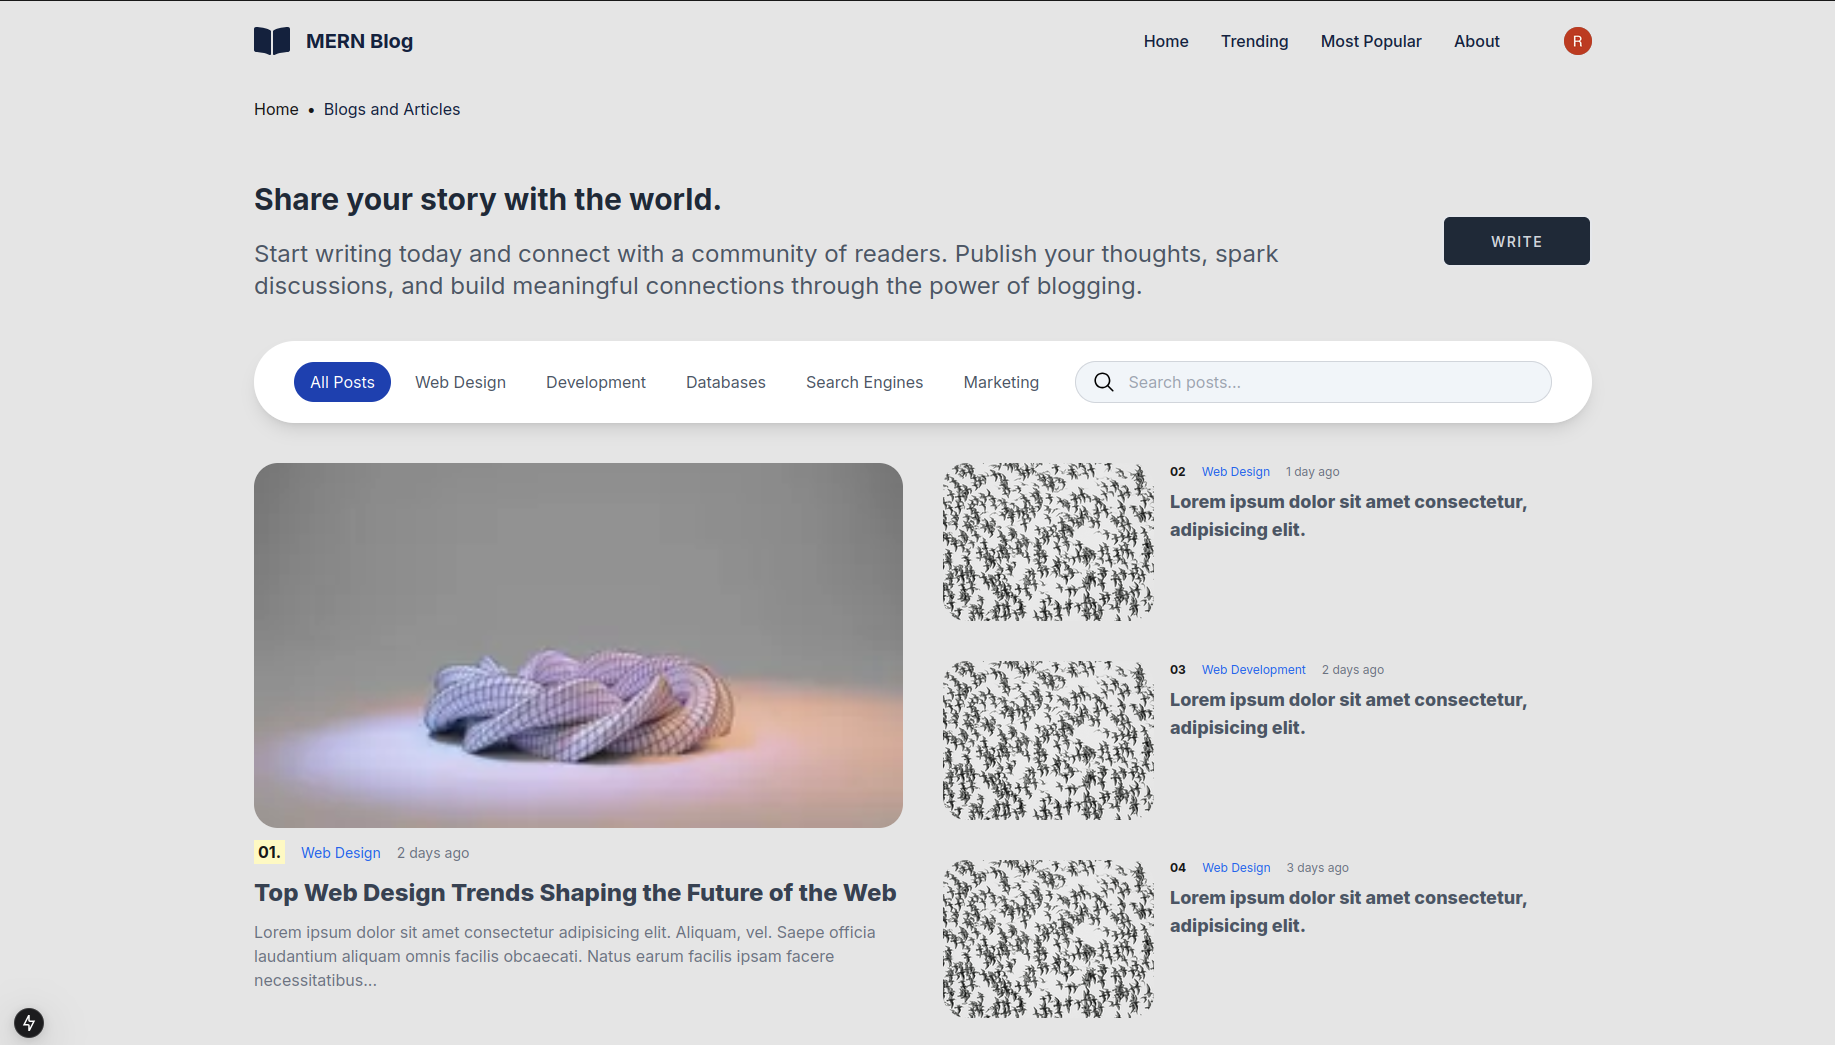 MERN Blog
Home Trending Most Popular About R
Home • Blogs and Articles
Share your story with the world.
Start writing today and connect with a community of readers. Publish your thoughts, spark
discussions, and build meaningful connections through the power of blogging.
WRITE
All Posts Web Design Development Databases Search Engines Marketing Search posts...
01. Web Design 2 days ago
Top Web Design Trends Shaping the Future of the Web
Lorem ipsum dolor sit amet consectetur adipisicing elit. Aliquam, vel. Saepe officia
laudantium aliquam omnis facilis obcaecati. Natus earum facilis ipsam facere
necessitatibus...
02 Web Design 1 day ago
Lorem ipsum dolor sit amet consectetur,
adipisicing elit.
03 Web Development 2 days ago
Lorem ipsum dolor sit amet consectetur,
adipisicing elit.
04 Web Design 3 days ago
Lorem ipsum dolor sit amet consectetur,
adipisicing elit.